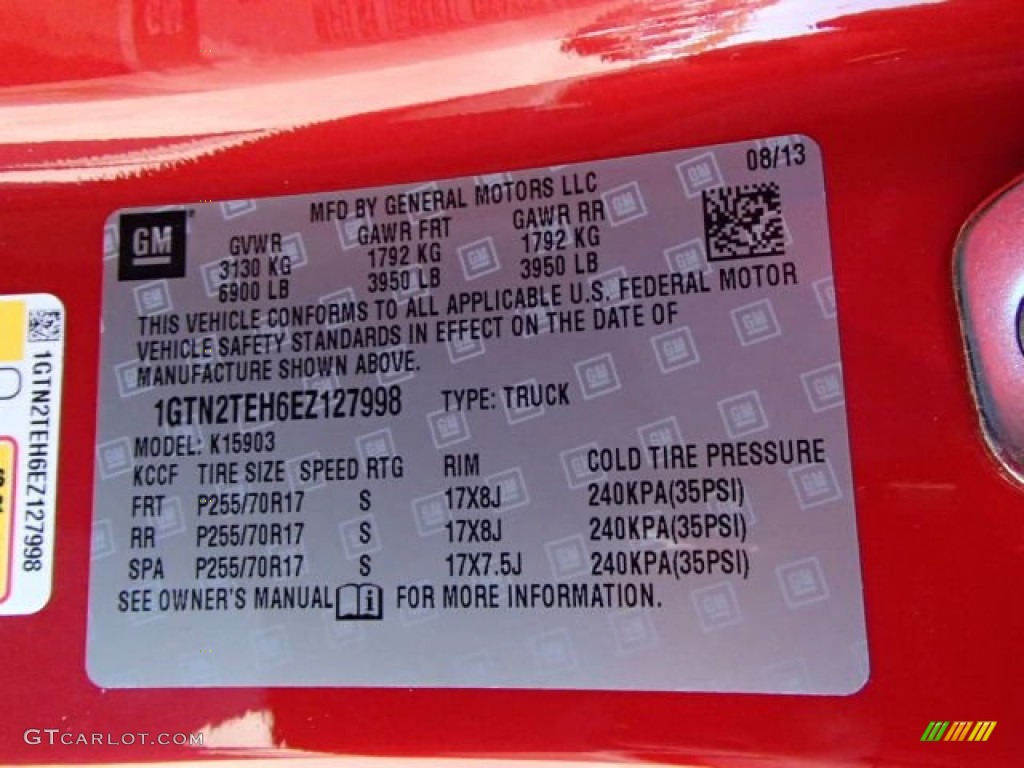 08/13
MFD BY GENERAL MOTORS LLC
GM
GVWR GAWR FRT GAWR RR
3130 KG 1792 KG 1792 KG
6900 LB 3950 LB 3950 LB
THIS VEHICLE CONFORMS TO ALL APPLICABLE U.S. FEDERAL MOTOR
VEHICLE SAFETY STANDARDS IN EFFECT ON THE DATE OF
MANUFACTURE SHOWN ABOVE.
1GTN2TEH6EZ127998 TYPE: TRUCK
MODEL: K15903
KCCF TIRE SIZE SPEED RTG RIM COLD TIRE PRESSURE
FRT P255/70R17 S 17X8J 240KPA(35PSI)
RR P255/70R17 S 17X8J 240KPA(35PSI)
SPA P255/70R17 S 17X7.5J 240KPA(35PSI)
SEE OWNER'S MANUAL i FOR MORE INFORMATION.
1GTN2TEH6EZ127998
GTCARLOT.COM